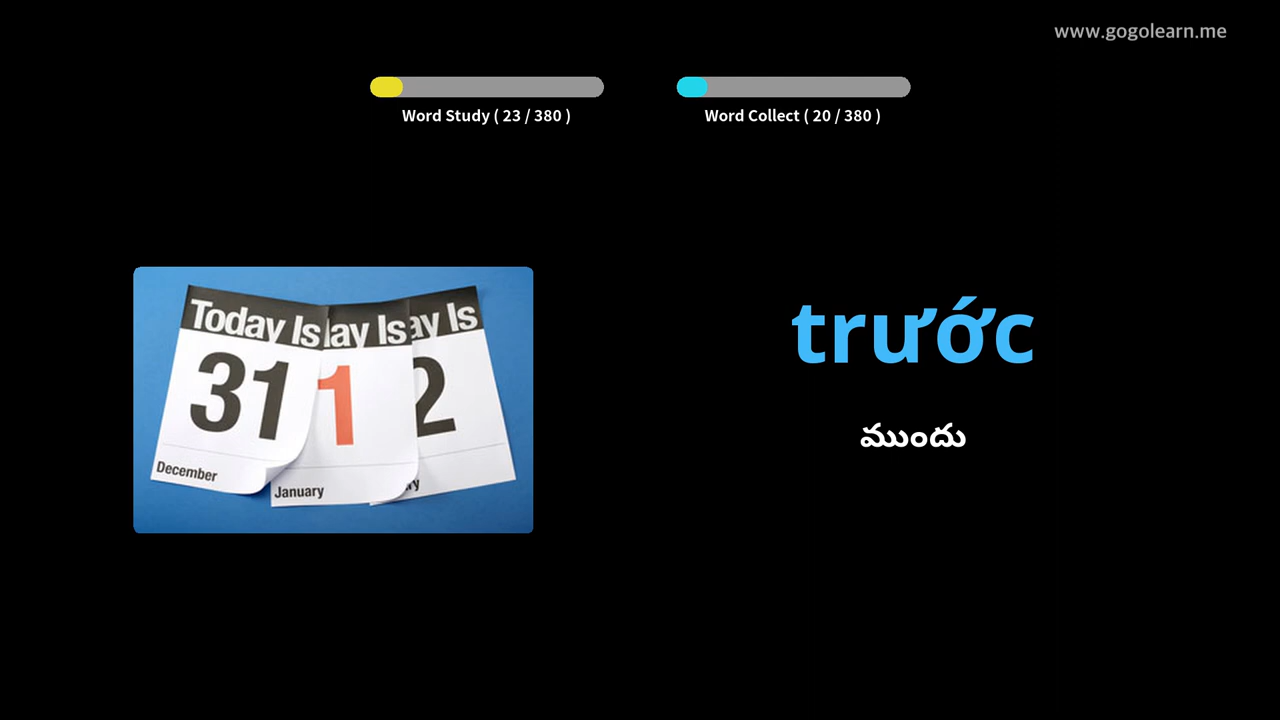 www.gogolearn.me
Word Study ( 23 / 380 )
Word Collect ( 20 / 380 )
Today Is
ay Is
ay Is
31
1
2
December
January
ry
trước
ముందు